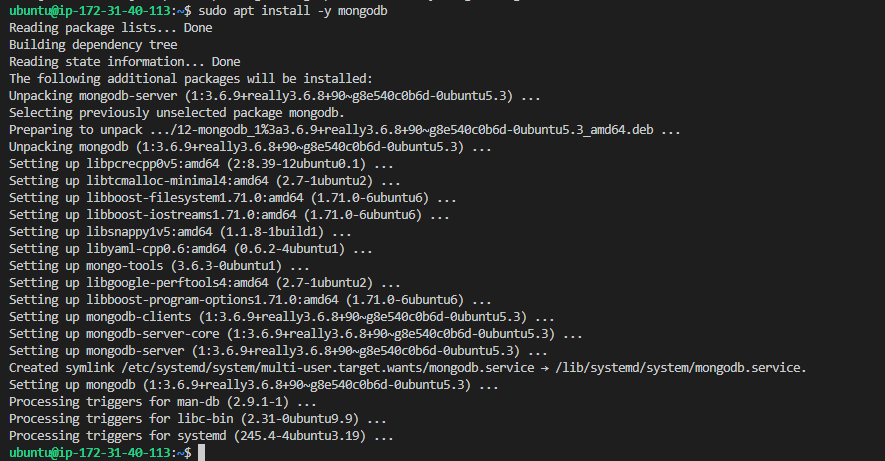 ubuntu@ip-172-31-40-113:~$ sudo apt install -y mongodb
Reading package lists... Done
Building dependency tree
Reading state information... Done
The following additional packages will be installed:
Unpacking mongodb-server (1:3.6.9+really3.6.8+90~g8e540c0b6d-0ubuntu5.3) ...
Selecting previously unselected package mongodb.
Preparing to unpack .../12-mongodb_1%3a3.6.9+really3.6.8+90~g8e540c0b6d-0ubuntu5.3_amd64.deb ...
Unpacking mongodb (1:3.6.9+really3.6.8+90~g8e540c0b6d-0ubuntu5.3) ...
Setting up libpcrecpp0v5:amd64 (2:8.39-12ubuntu0.1) ...
Setting up libtcmalloc-minimal4:amd64 (2.7-1ubuntu2) ...
Setting up libboost-filesystem1.71.0:amd64 (1.71.0-6ubuntu6) ...
Setting up libboost-iostreams1.71.0:amd64 (1.71.0-6ubuntu6) ...
Setting up libsnappy1v5:amd64 (1.1.8-1build1) ...
Setting up libyaml-cpp0.6:amd64 (0.6.2-4ubuntu1) ...
Setting up mongo-tools (3.6.3-0ubuntu1) ...
Setting up libgoogle-perftools4:amd64 (2.7-1ubuntu2) ...
Setting up libboost-program-options1.71.0:amd64 (1.71.0-6ubuntu6) ...
Setting up mongodb-clients (1:3.6.9+really3.6.8+90~g8e540c0b6d-0ubuntu5.3) ...
Setting up mongodb-server-core (1:3.6.9+really3.6.8+90~g8e540c0b6d-0ubuntu5.3) ...
Setting up mongodb-server (1:3.6.9+really3.6.8+90~g8e540c0b6d-0ubuntu5.3) ...
Created symlink /etc/systemd/system/multi-user.target.wants/mongodb.service → /lib/systemd/system/mongodb.service.
Setting up mongodb (1:3.6.9+really3.6.8+90~g8e540c0b6d-0ubuntu5.3) ...
Processing triggers for man-db (2.9.1-1) ...
Processing triggers for libc-bin (2.31-0ubuntu9.9) ...
Processing triggers for systemd (245.4-4ubuntu3.19) ...
ubuntu@ip-172-31-40-113:~$